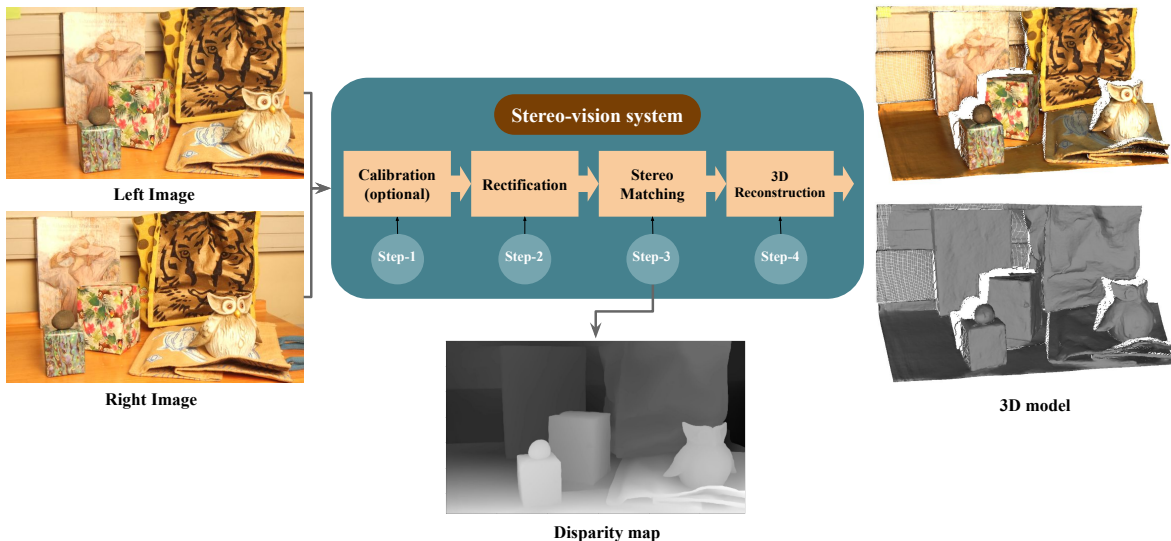 Stereo-vision system
Calibration
(optional)
Rectification
Stereo
Matching
3D
Reconstruction
Step-1
Step-2
Step-3
Step-4
Left Image
Right Image
3D model
Disparity map